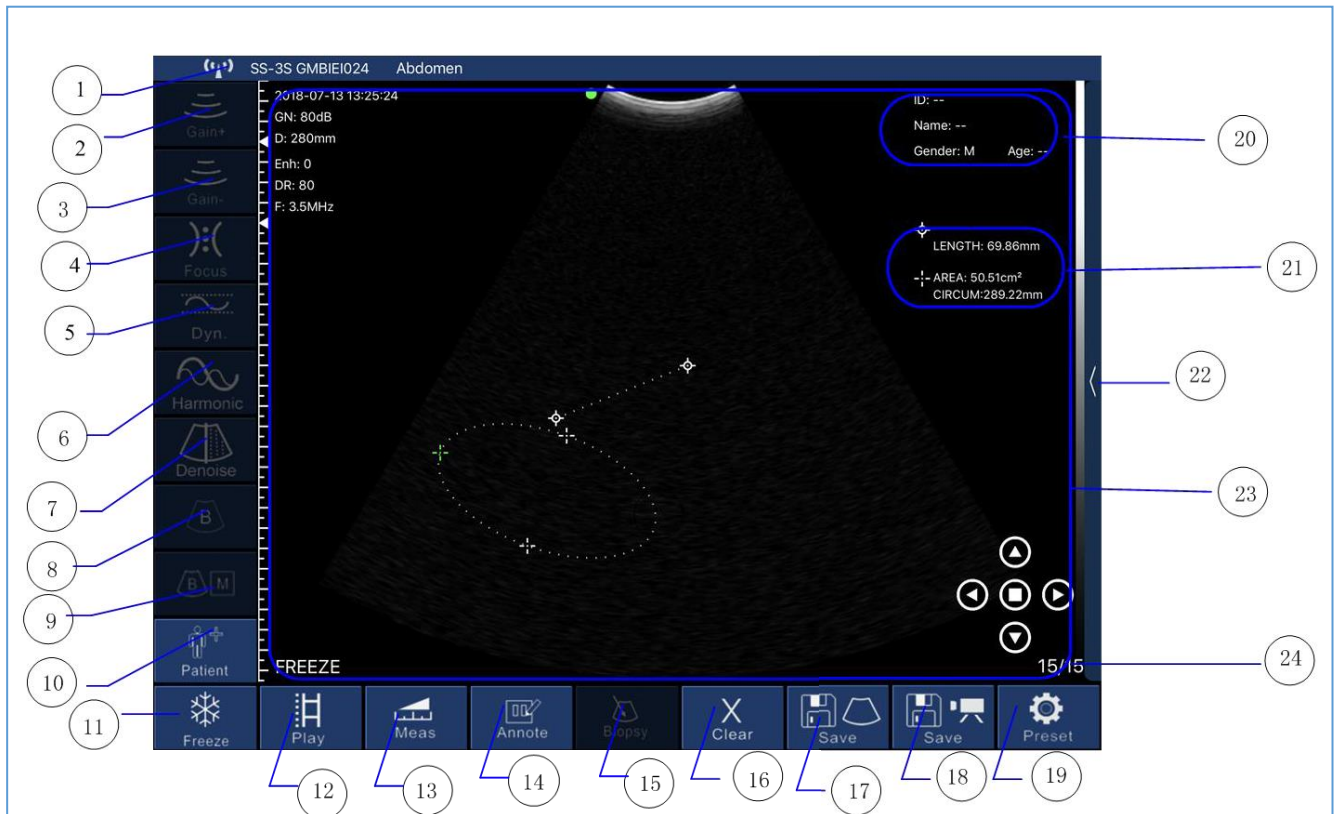 SS-3S GMBIEI024 Abdomen
1
2018-07-13 13:25:24
ID: --
GN: 80dB
Name: --
20
Gain+
2
D: 280mm
Gender: M Age: --
Enh: 0
DR: 80
Gain-
3
F: 3.5MHz
LENGTH: 69.86mm
4
Focus
21
AREA: 50.51cm²
CIRCUM:289.22mm
5
Dyn.
22
Harmonic
6
Denoise
7
23
B
8
B M
9
Patient
10
FREEZE
15/15
24
11
Freeze
Play
Meas
Annote
Biopsy
X
Clear
Save
Save
Preset
12
13
14
15
16
17
18
19